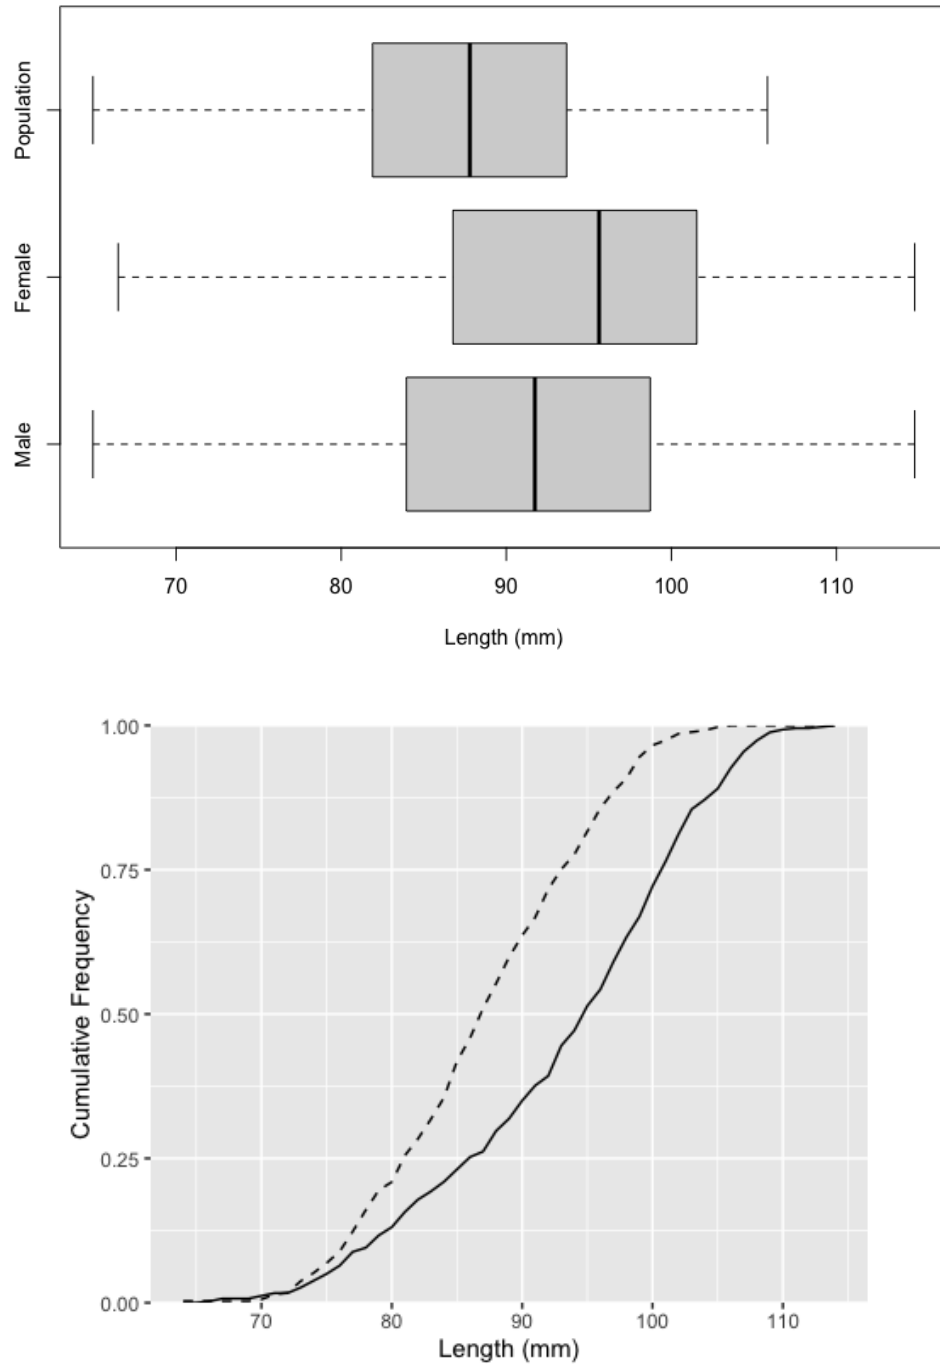 Population
Female
Male
70 80 90 100 110
Length (mm)
1.00
0.75
0.50
0.25
0.00
Cumulative Frequency
70 80 90 100 110
Length (mm)